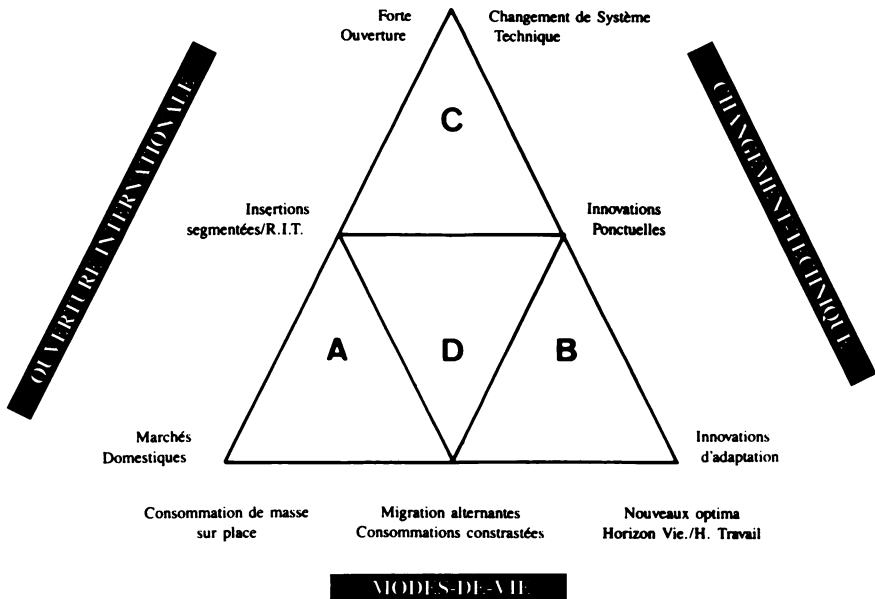 Forte
Ouverture
Changement de Système
Technique
OUVERTURE INTERNATIONALE
CHANGEMENT-TECHNIQUE
C
Insertions
segmentées/R.I.T.
Innovations
Ponctuelles
A
D
B
Marchés
Domestiques
Innovations
d'adaptation
Consommation de masse
sur place
Migration alternantes
Consommations constrastées
Nouveaux optima
Horizon Vie./H. Travail
MODES-DE-VIE